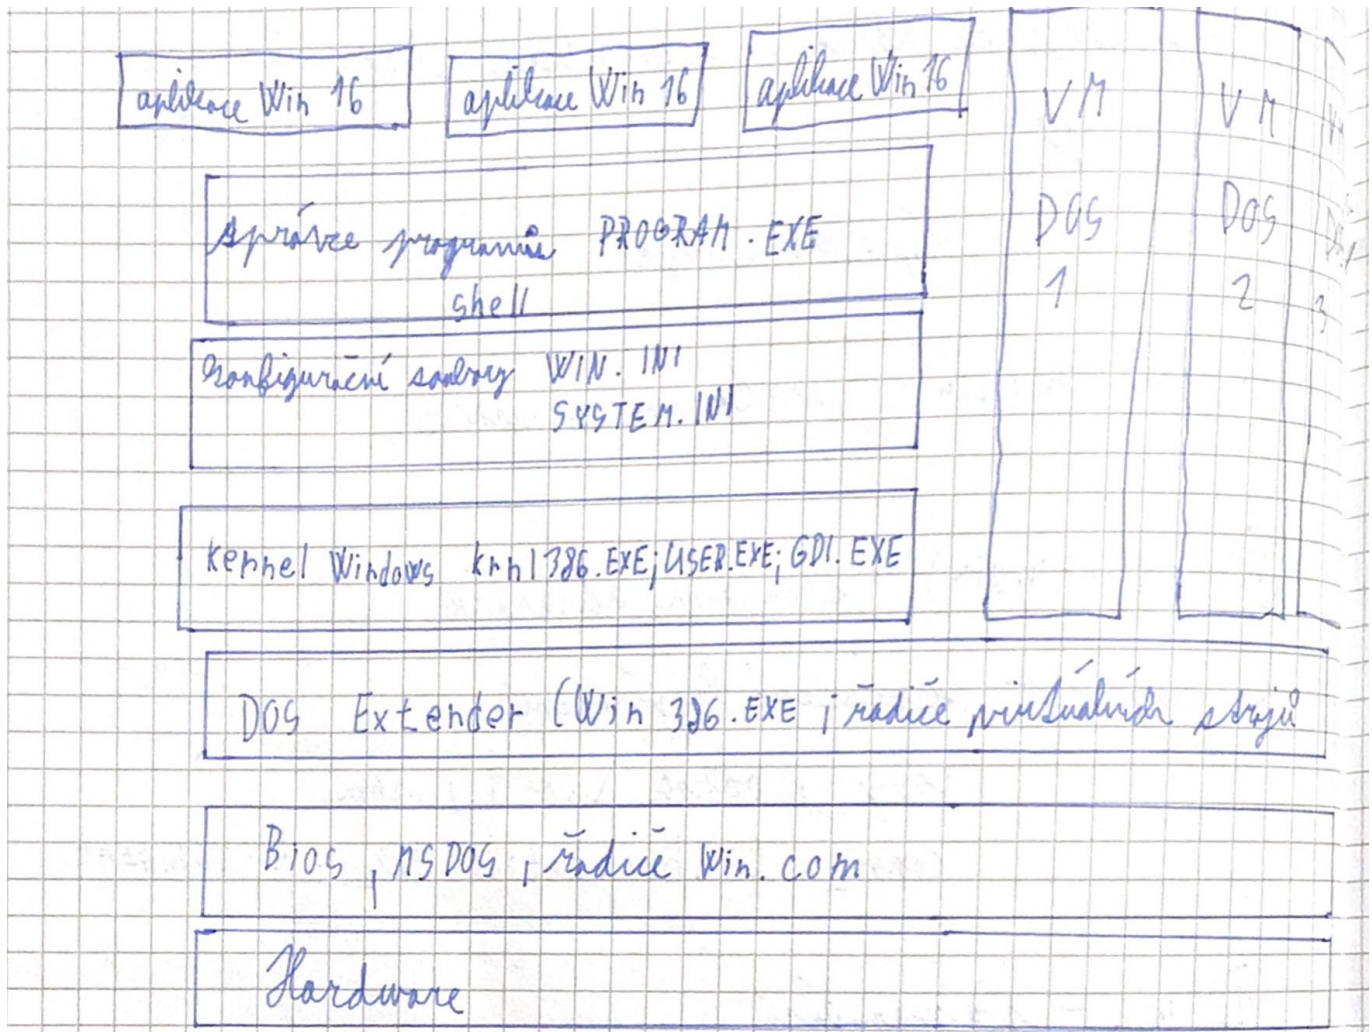 aplikace Win 16
aplikace Win 16
aplikace Win 16
VM
DOS
1
VM
DOS
2
3
správce programů PROGRAM.EXE
shell
Konfigurační soubory WIN.INI
SYSTEM.INI
Kernel Windows krnl386.EXE; USER.EXE; GDI.EXE
DOS Extender (Win 386.EXE ; řadiče virtuálních strojů
Bios, MSDOS, řadiče Win.com
Hardware